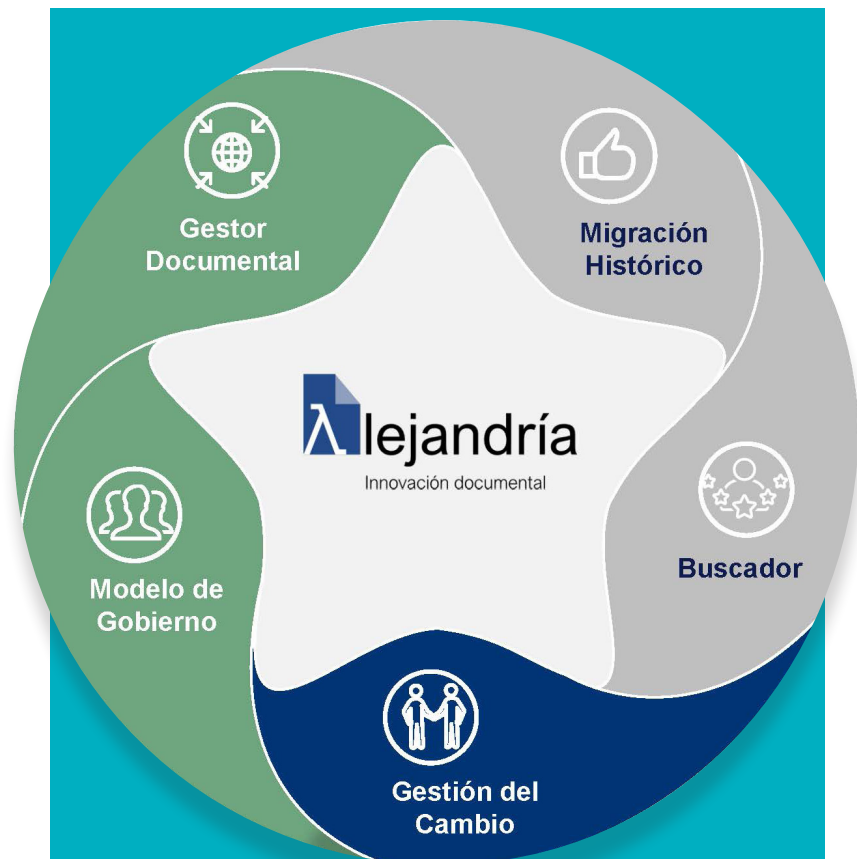 Gestor
Documental
Migración
Histórico
λlejandría
Innovación documental
Modelo de
Gobierno
Buscador
Gestión del
Cambio